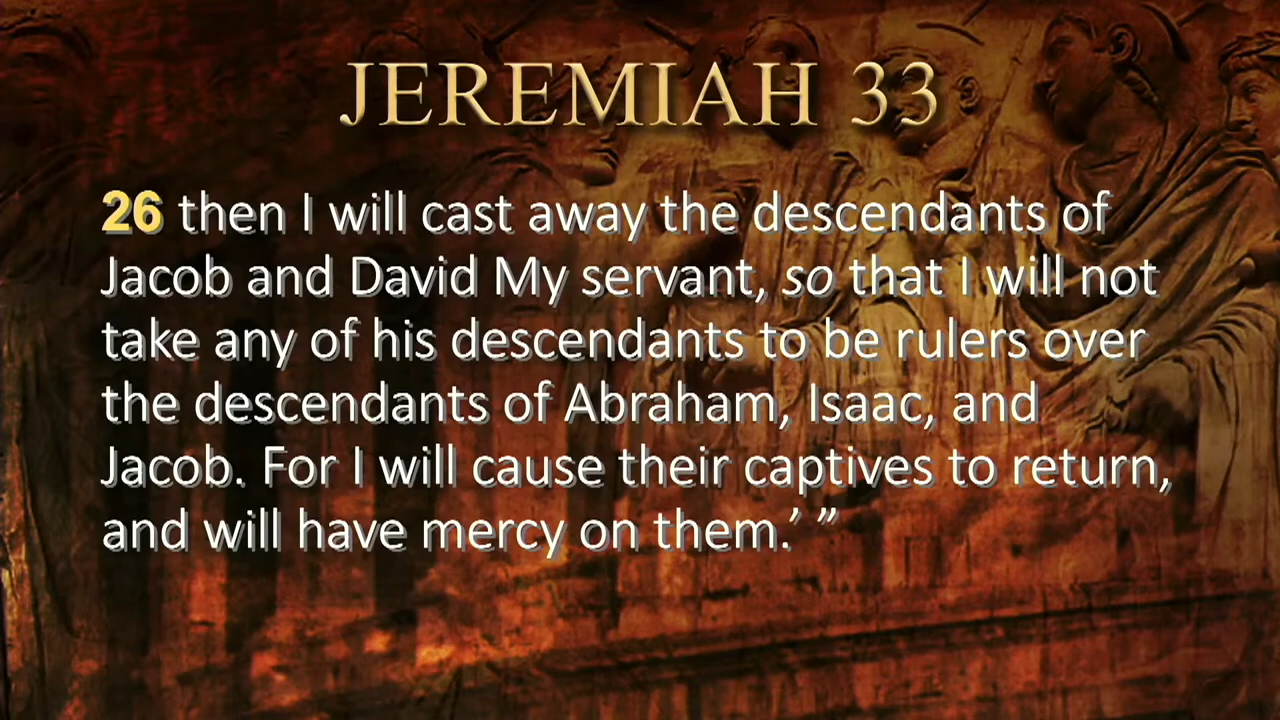 JEREMIAH 33
26 then I will cast away the descendants of
Jacob and David My servant, so that I will not
take any of his descendants to be rulers over
the descendants of Abraham, Isaac, and
Jacob. For I will cause their captives to return,
and will have mercy on them.’ ”